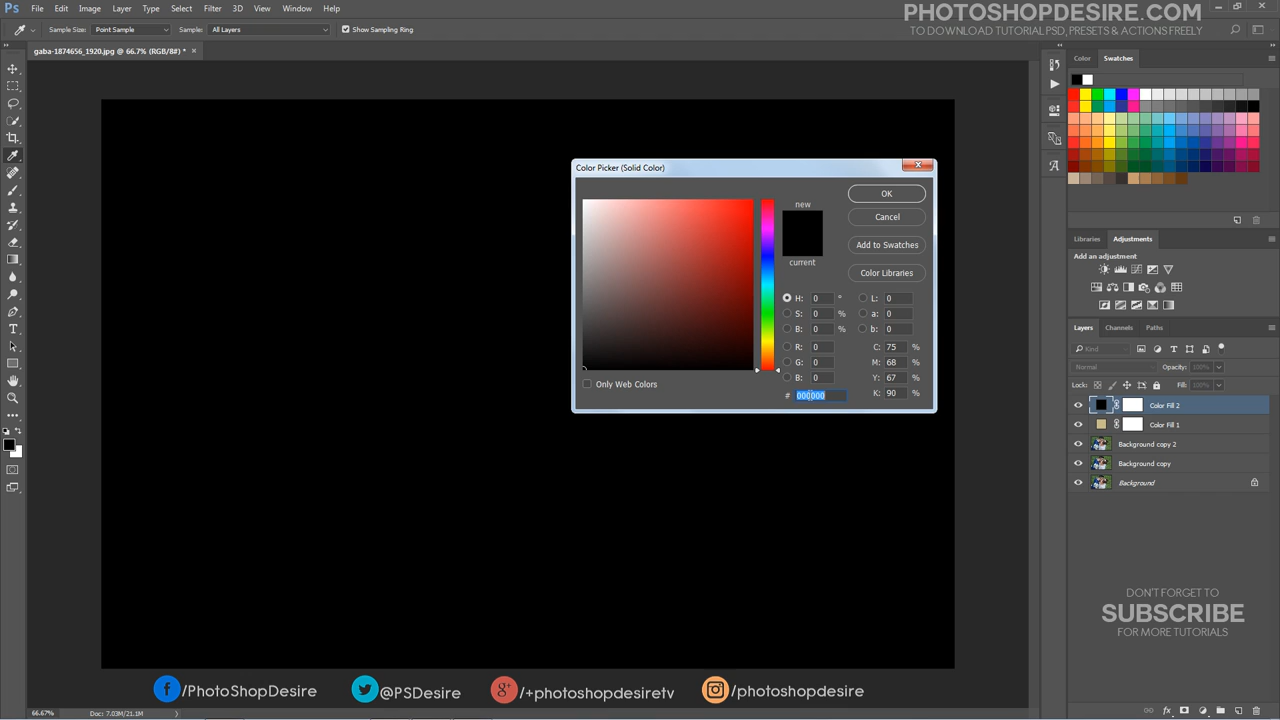 Ps File Edit Image Layer Type Select Filter 3D View Window Help
PHOTOSHOPDESIRE.COM
TO DOWNLOAD TUTORIAL PSD, PRESETS & ACTIONS FREELY
Sample Size: Point Sample Sample: All Layers Show Sampling Ring
gaba-1874656_1920.jpg @ 66.7% (RGB/8#) * ×
Color Swatches
Color Picker (Solid Color)
new
current
OK
Cancel
Add to Swatches
Color Libraries
H: 0 ° L: 0
S: 0 % a: 0
B: 0 % b: 0
R: 0 C: 75 %
G: 0 M: 68 %
B: 0 Y: 67 %
# 000000 K: 90 %
Only Web Colors
Libraries Adjustments
Add an adjustment
Layers Channels Paths
Kind
Normal Opacity: 100%
Lock: Fill: 100%
Color Fill 2
Color Fill 1
Background copy 2
Background copy
Background
DON'T FORGET TO
SUBSCRIBE
FOR MORE TUTORIALS
/PhotoShopDesire @PSDesire /+photoshopdesiretv /photoshopdesire
66.67% Doc: 7.03M/21.1M